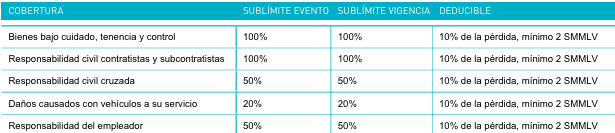 COBERTURA SUBLÍMITE EVENTO SUBLÍMITE VIGENCIA DEDUCIBLE
Bienes bajo cuidado, tenencia y control 100% 100% 10% de la pérdida, mínimo 2 SMMLV
Responsabilidad civil contratistas y subcontratistas 100% 100% 10% de la pérdida, mínimo 2 SMMLV
Responsabilidad civil cruzada 50% 50% 10% de la pérdida, mínimo 2 SMMLV
Daños causados con vehículos a su servicio 20% 20% 10% de la pérdida, mínimo 2 SMMLV
Responsabilidad del empleador 50% 50% 10% de la pérdida, mínimo 2 SMMLV